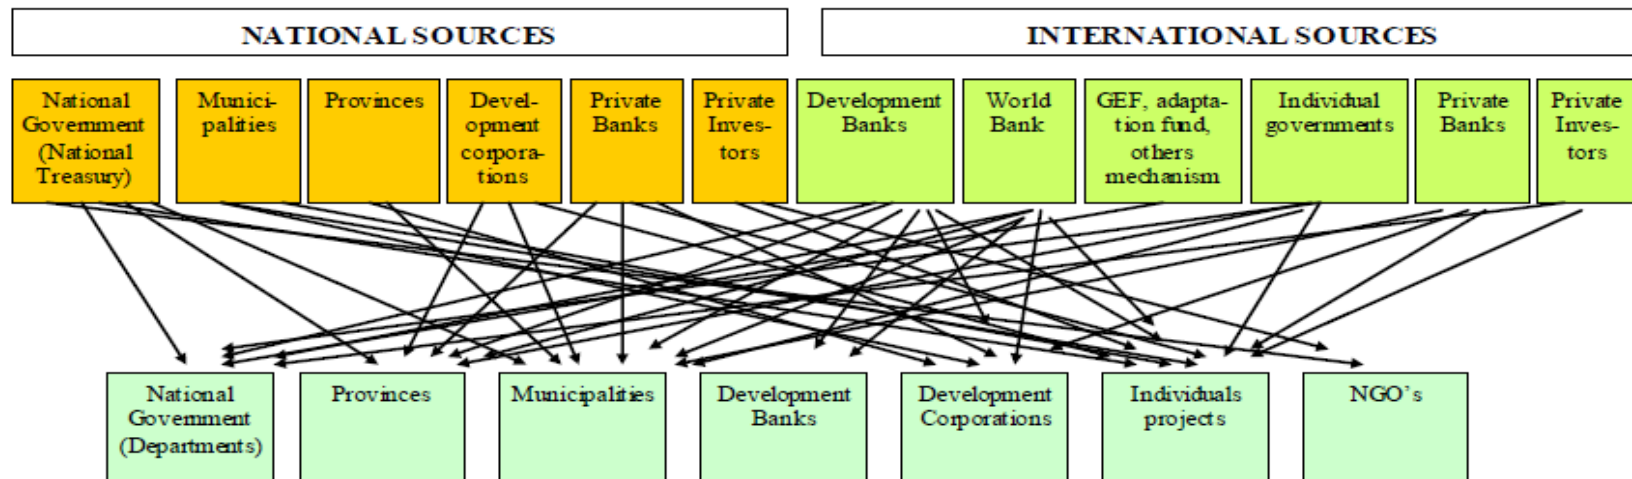 NATIONAL SOURCES
INTERNATIONAL SOURCES
National
Government
(National
Treasury)
Munici-
palities
Provinces
Devel-
opment
corpora-
tions
Private
Banks
Private
Inves-
tors
Development
Banks
World
Bank
GEF, adapta-
tion fund,
others
mechanism
Individual
governments
Private
Banks
Private
Inves-
tors
National
Government
(Departments)
Provinces
Municipalities
Development
Banks
Development
Corporations
Individuals
projects
NGO's